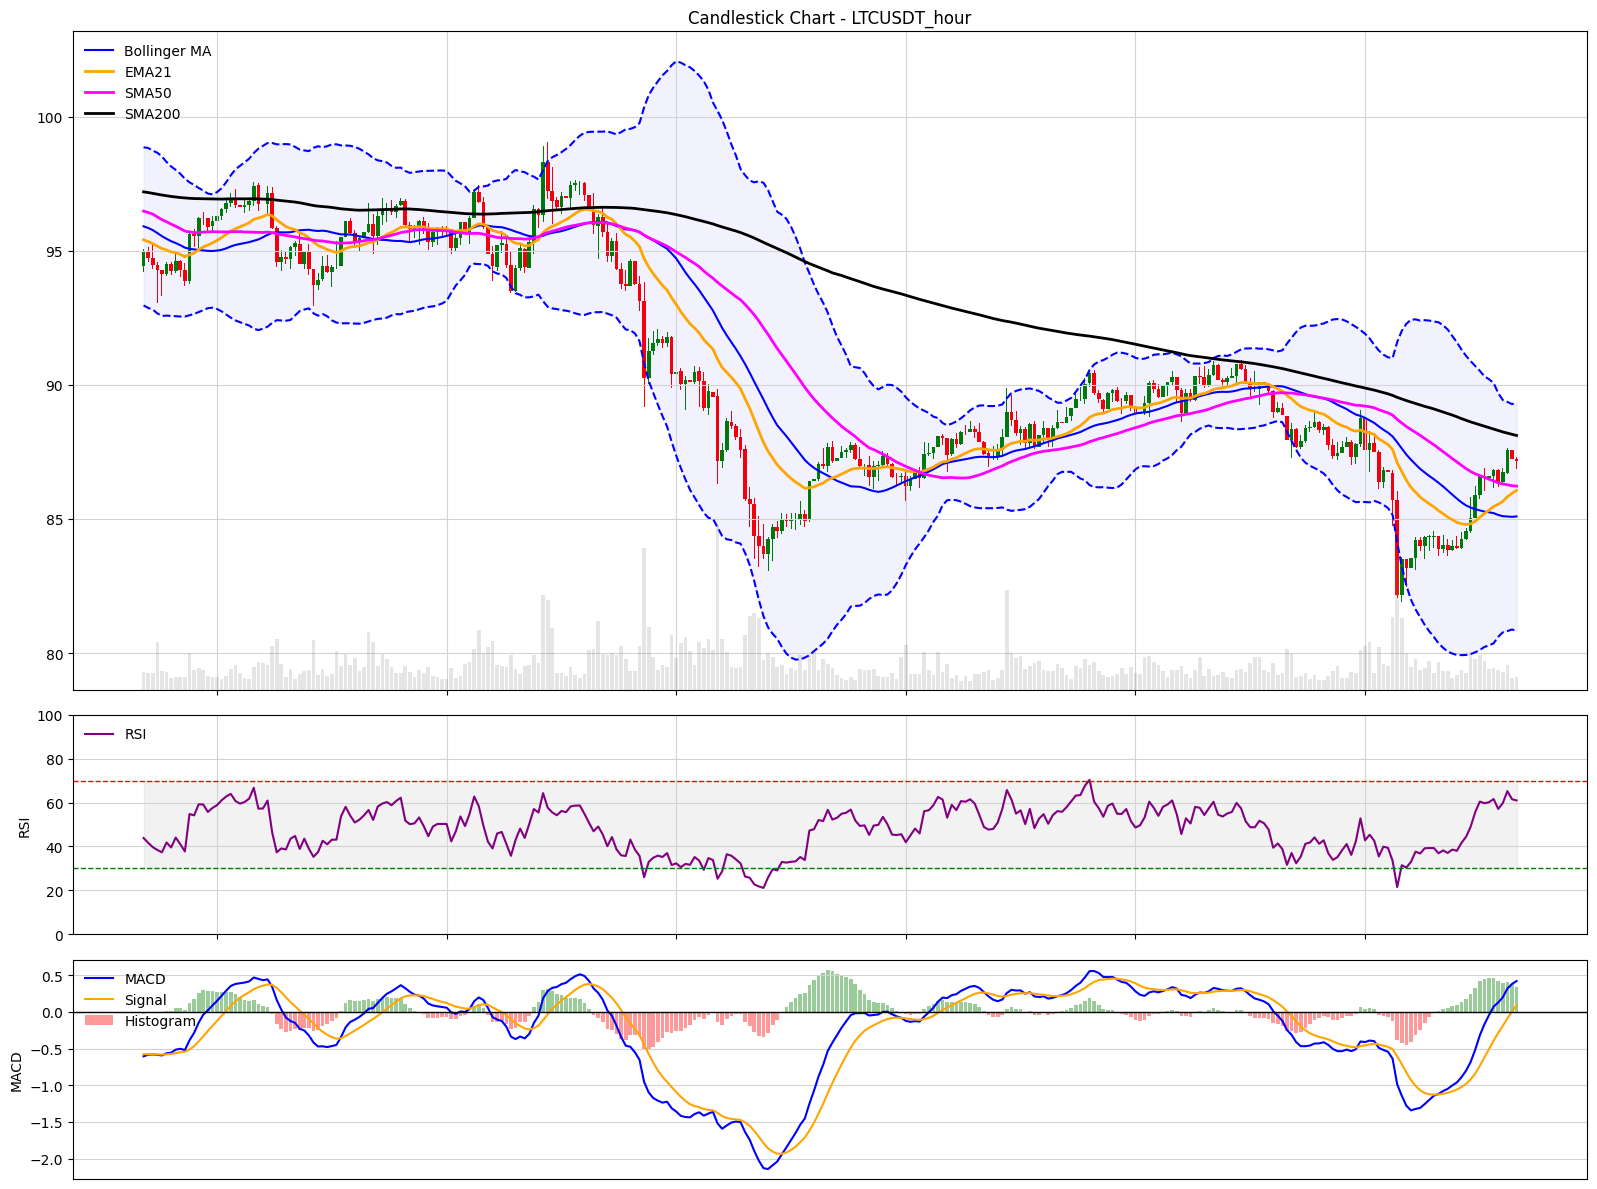 Candlestick Chart - LTCUSDT_hour
Bollinger MA
EMA21
SMA50
SMA200
100
95
90
85
80
RSI
100
80
60
40
20
0
RSI
MACD
Signal
Histogram
0.5
0.0
−0.5
−1.0
−1.5
−2.0
MACD